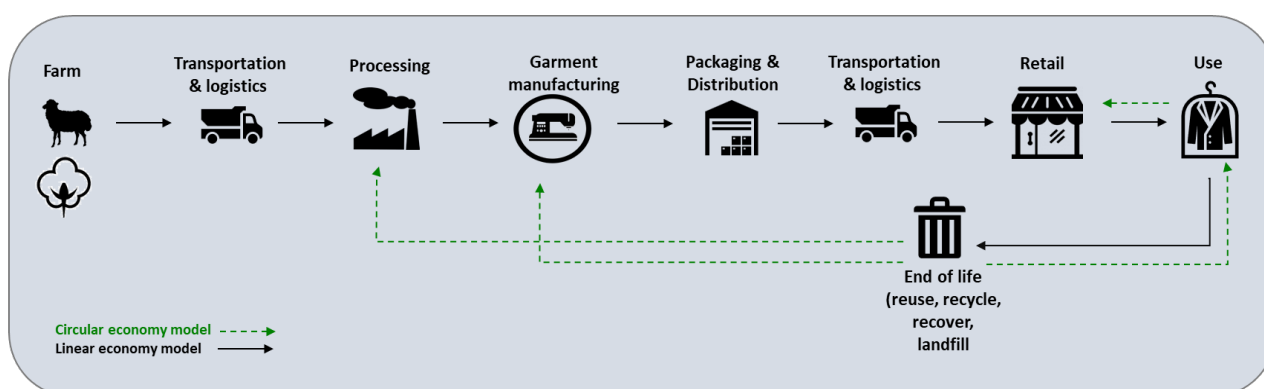 Farm
Transportation
& logistics
Processing
Garment
manufacturing
Packaging &
Distribution
Transportation
& logistics
Retail
Use
End of life
(reuse, recycle,
recover,
landfill
Circular economy model
Linear economy model